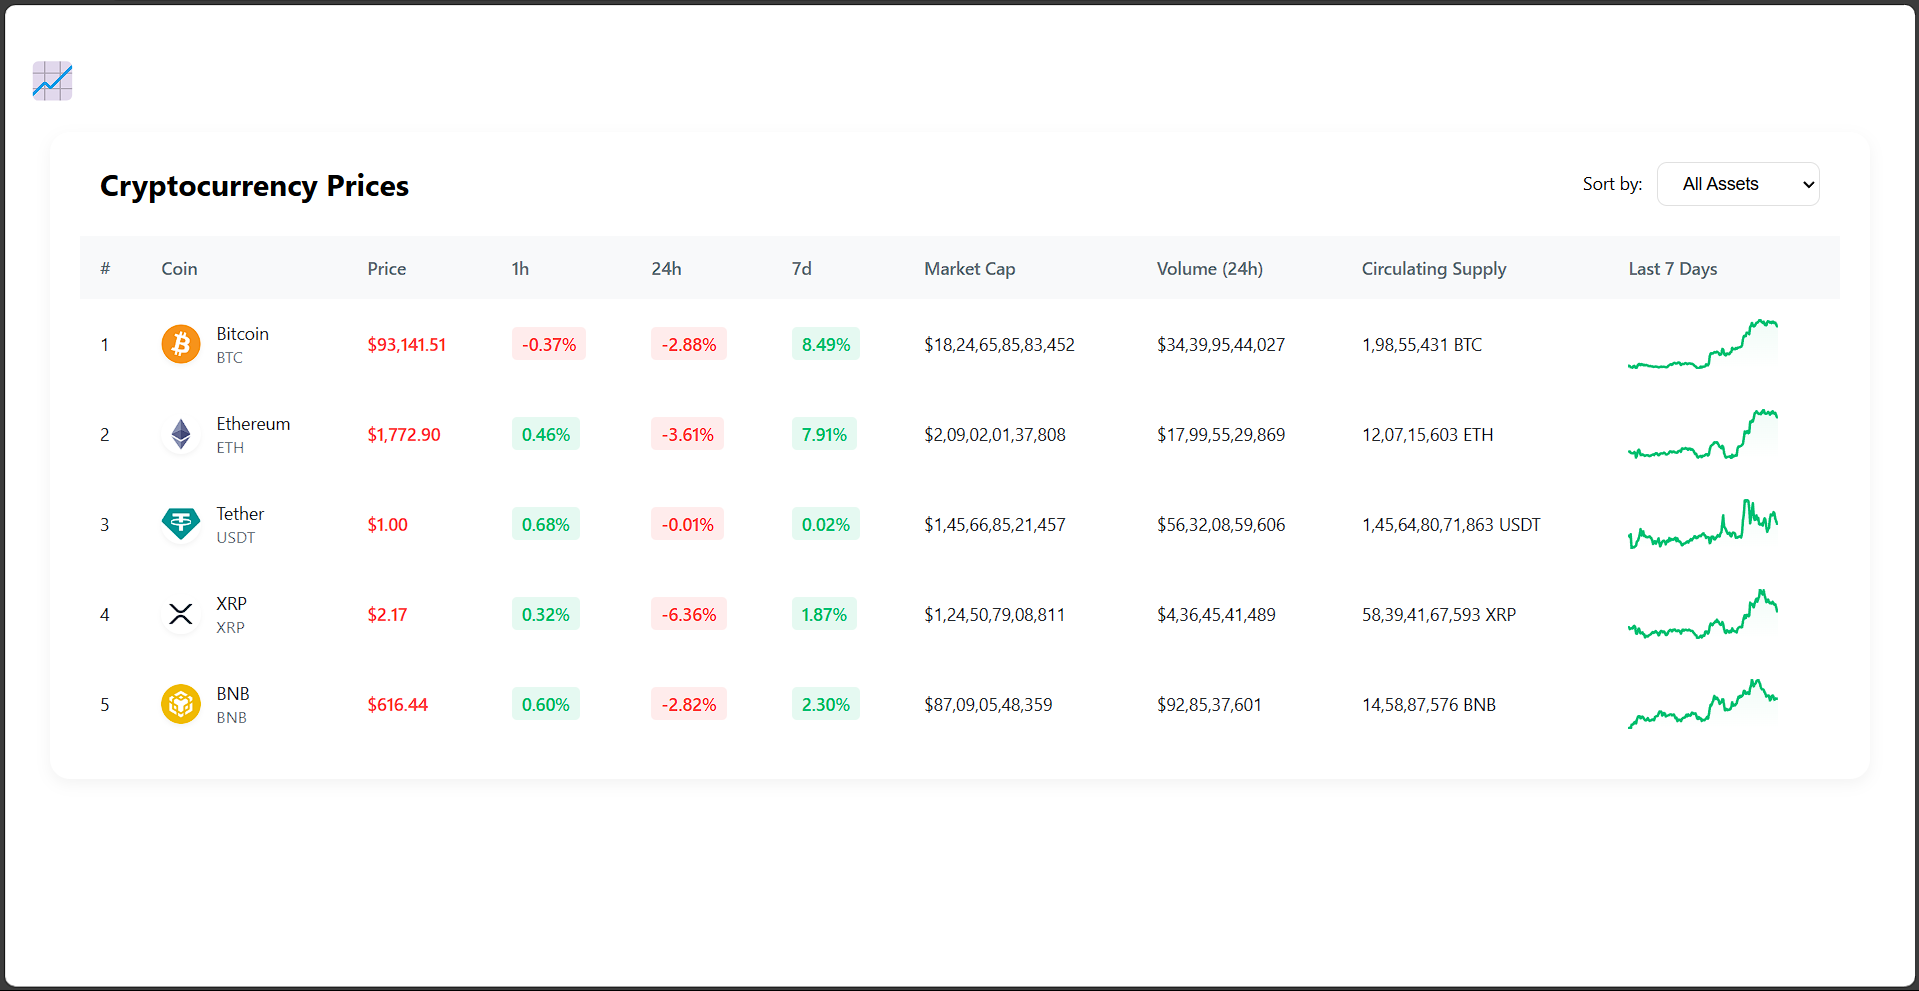 Cryptocurrency Prices
Sort by: All Assets
# Coin Price 1h 24h 7d Market Cap Volume (24h) Circulating Supply Last 7 Days
1 Bitcoin BTC $93,141.51 -0.37% -2.88% 8.49% $18,24,65,85,83,452 $34,39,95,44,027 1,98,55,431 BTC
2 Ethereum ETH $1,772.90 0.46% -3.61% 7.91% $2,09,02,01,37,808 $17,99,55,29,869 12,07,15,603 ETH
3 Tether USDT $1.00 0.68% -0.01% 0.02% $1,45,66,85,21,457 $56,32,08,59,606 1,45,64,80,71,863 USDT
4 XRP XRP $2.17 0.32% -6.36% 1.87% $1,24,50,79,08,811 $4,36,45,41,489 58,39,41,67,593 XRP
5 BNB BNB $616.44 0.60% -2.82% 2.30% $87,09,05,48,359 $92,85,37,601 14,58,87,576 BNB